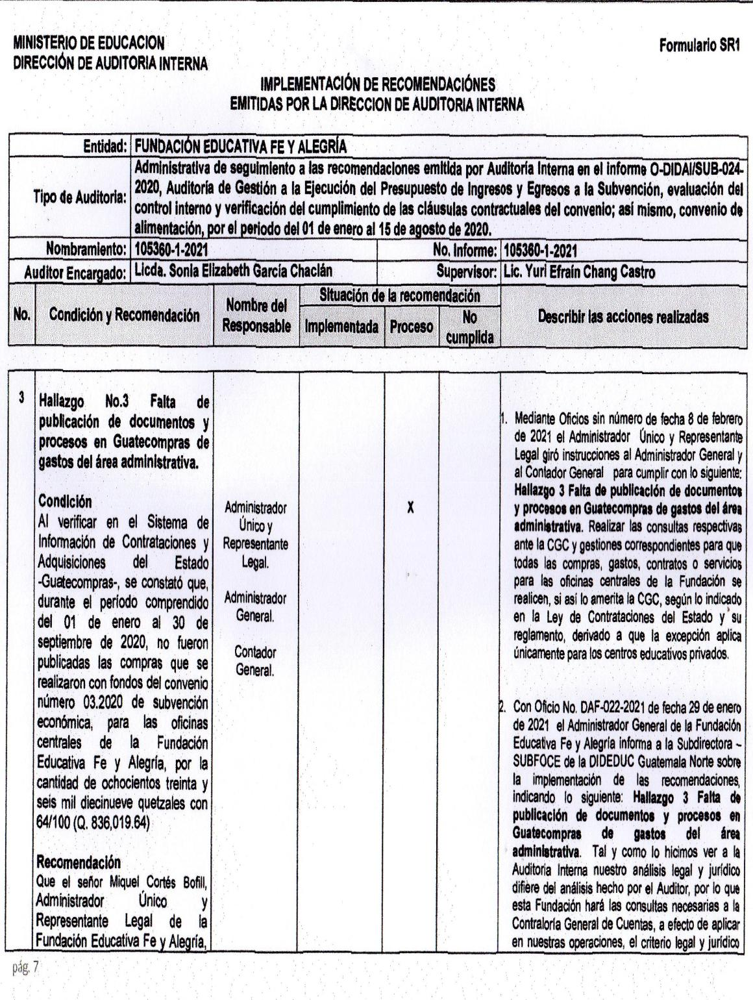 MINISTERIO DE EDUCACION
DIRECCIÓN DE AUDITORIA INTERNA
Formulario SR1
IMPLEMENTACIÓN DE RECOMENDACIÓNES
EMITIDAS POR LA DIRECCION DE AUDITORIA INTERNA
Entidad: FUNDACIÓN EDUCATIVA FE Y ALEGRÍA
Tipo de Auditoria:
Administrativa de seguimiento a las recomendaciones emitida por Auditoría Interna en el informe O-DIDAI/SUB-024-
2020, Auditoría de Gestión a la Ejecución del Presupuesto de Ingresos y Egresos a la Subvención, evaluación del
control interno y verificación del cumplimiento de las cláusulas contractuales del convenio; así mismo, convenio de
alimentación, por el periodo del 01 de enero al 15 de agosto de 2020.
Nombramiento: 105360-1-2021 No. Informe: 105360-1-2021
Auditor Encargado: Licda. Sonia Elizabeth García Chaclán Supervisor: Lic. Yuri Efraín Chang Castro
No.
Condición y Recomendación
Nombre del
Responsable
Situación de la recomendación
Implementada
Proceso
No
cumplida
Describir las acciones realizadas
3
Hallazgo No.3 Falta de
publicación de documentos y
procesos en Guatecompras de
gastos del área administrativa.
Condición
Al verificar en el Sistema de
Información de Contrataciones y
Adquisiciones del Estado
-Guatecompras-, se constató que,
durante el período comprendido
del 01 de enero al 30 de
septiembre de 2020, no fueron
publicadas las compras que se
realizaron con fondos del convenio
número 03.2020 de subvención
económica, para las oficinas
centrales de la Fundación
Educativa Fe y Alegría, por la
cantidad de ochocientos treinta y
seis mil diecinueve quetzales con
64/100 (Q. 836,019.64)
Recomendación
Que el señor Miquel Cortés Bofill,
Administrador Único y
Representante Legal de la
Fundación Educativa Fe y Alegría,
Administrador
Único y
Representante
Legal.
Administrador
General.
Contador
General.
X
1. Mediante Oficios sin número de fecha 8 de febrero
de 2021 el Administrador Único y Representante
Legal giró instrucciones al Administrador General y
al Contador General para cumplir con lo siguiente:
Hallazgo 3 Falta de publicación de documentos
y procesos en Guatecompras de gastos del área
administrativa. Realizar las consultas respectivas
ante la CGC y gestiones correspondientes para que
todas las compras, gastos, contratos o servicios
para las oficinas centrales de la Fundación se
realicen, si así lo amerita la CGC, según lo indicado
en la Ley de Contrataciones del Estado y su
reglamento, derivado a que la excepción aplica
únicamente para los centros educativos privados.
2. Con Oficio No. DAF-022-2021 de fecha 29 de enero
de 2021 el Administrador General de la Fundación
Educativa Fe y Alegría informa a la Subdirectora –
SUBFOCE de la DIDEDUC Guatemala Norte sobre
la implementación de las recomendaciones,
indicando lo siguiente: Hallazgo 3 Falta de
publicación de documentos y procesos en
Guatecompras de gastos del área
administrativa. Tal y como lo hicimos ver a la
Auditoria Interna nuestro análisis legal y jurídico
difiere del análisis hecho por el Auditor, por lo que
esta Fundación hará las consultas necesarias a la
Contraloría General de Cuentas, a efecto de aplicar
en nuestras operaciones, el criterio legal y jurídico
pág. 7